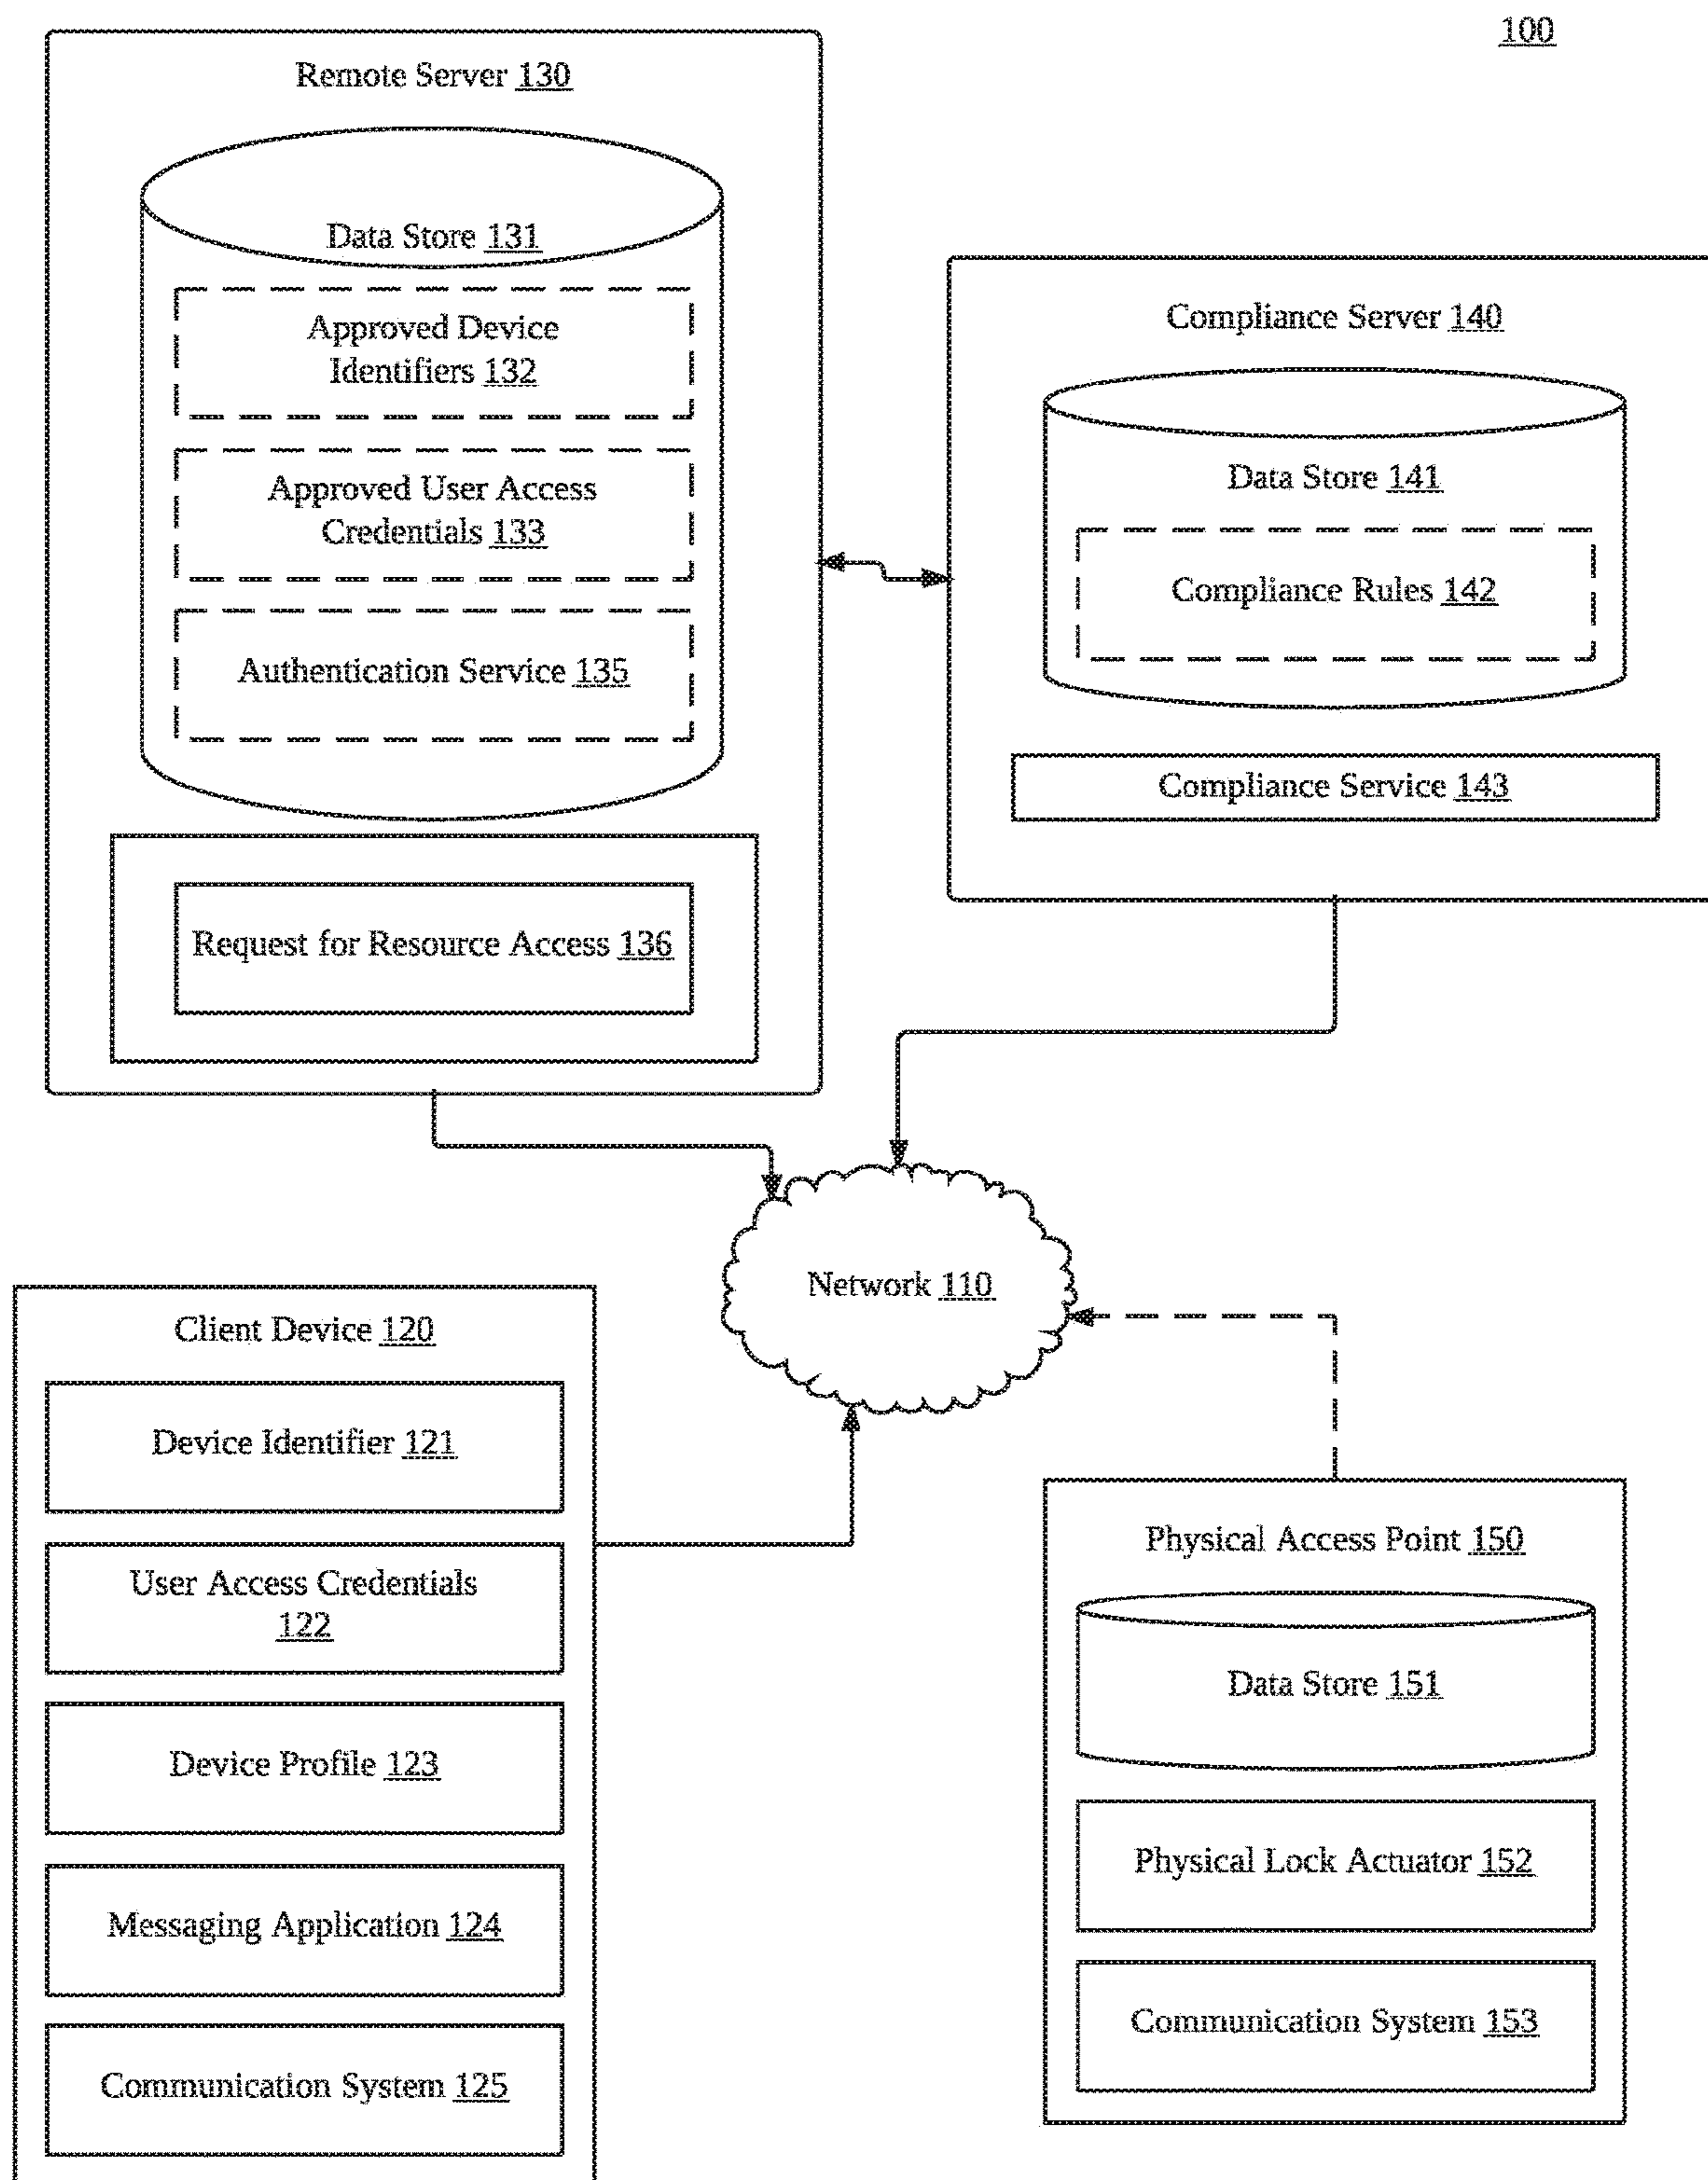 100
Remote Server 130
Data Store 131
Approved Device
Identifiers 132
Approved User Access
Credentials 133
Authentication Service 135
Request for Resource Access 136
Compliance Server 140
Data Store 141
Compliance Rules 142
Compliance Service 143
Network 110
Client Device 120
Device Identifier 121
User Access Credentials
122
Device Profile 123
Messaging Application 124
Communication System 125
Physical Access Point 150
Data Store 151
Physical Lock Actuator 152
Communication System 153